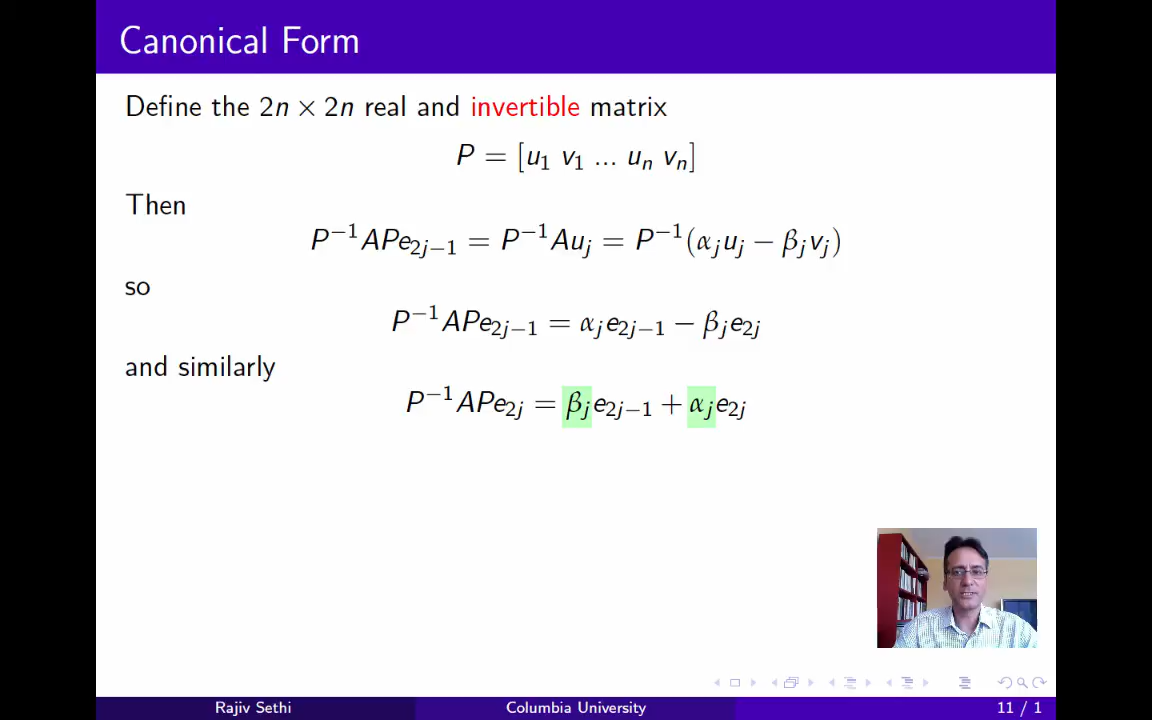 Canonical Form
Define the 2n × 2n real and invertible matrix
P = [u₁ v₁ ... uₙ vₙ]
Then
P⁻¹APe₂ⱼ₋₁ = P⁻¹Auⱼ = P⁻¹(αⱼuⱼ − βⱼvⱼ)
so
P⁻¹APe₂ⱼ₋₁ = αⱼe₂ⱼ₋₁ − βⱼe₂ⱼ
and similarly
P⁻¹APe₂ⱼ = βⱼe₂ⱼ₋₁ + αⱼe₂ⱼ
Rajiv Sethi Columbia University 11 / 1